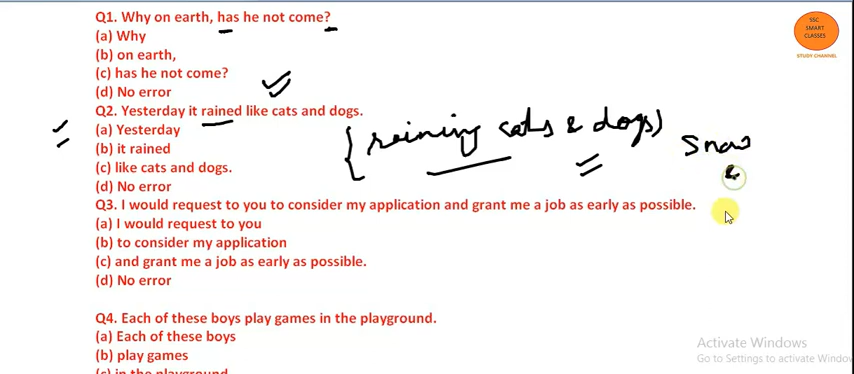 Q1. Why on earth, has he not come?
(a) Why
(b) on earth,
(c) has he not come?
(d) No error
Q2. Yesterday it rained like cats and dogs.
(a) Yesterday
(b) it rained
(c) like cats and dogs.
(d) No error
{ raining cats & dogs)
Snow
&
Q3. I would request to you to consider my application and grant me a job as early as possible.
(a) I would request to you
(b) to consider my application
(c) and grant me a job as early as possible.
(d) No error
Q4. Each of these boys play games in the playground.
(a) Each of these boys
(b) play games
(c) in the playground
SSC
SMART
CLASSES
STUDY CHANNEL
Activate Windows
Go to Settings to activate Window